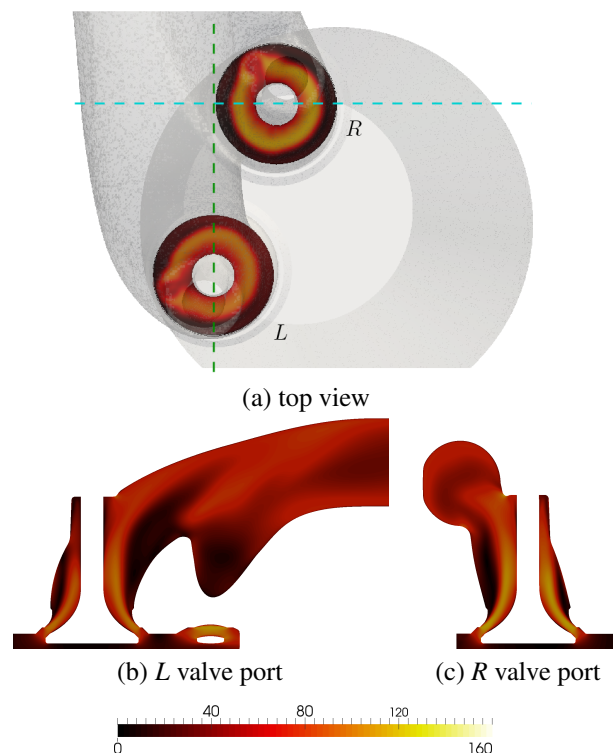 R
L
(a) top view
(b) L valve port
(c) R valve port
40 80 120
0 160